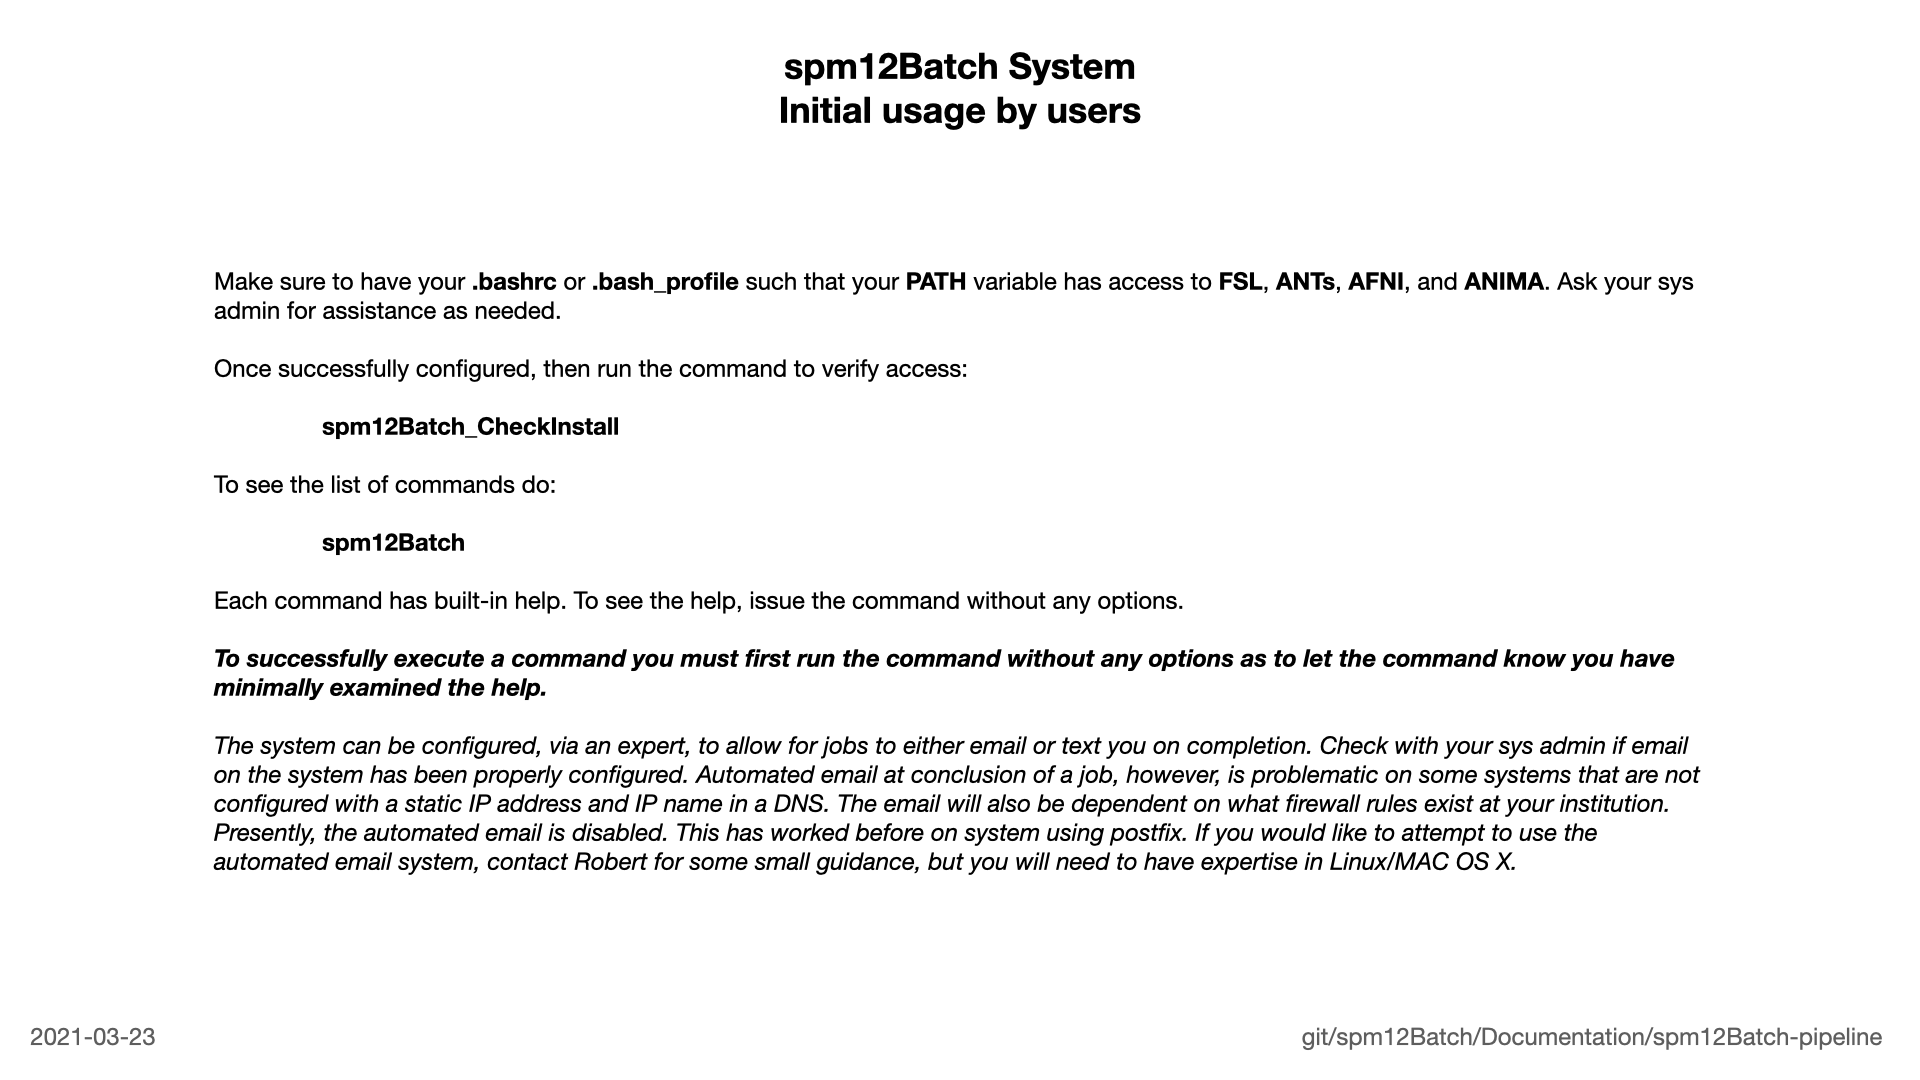 spm12Batch System
Initial usage by users
Make sure to have your .bashrc or .bash_profile such that your PATH variable has access to FSL, ANTs, AFNI, and ANIMA. Ask your sys
admin for assistance as needed.
Once successfully configured, then run the command to verify access:
spm12Batch_CheckInstall
To see the list of commands do:
spm12Batch
Each command has built-in help. To see the help, issue the command without any options.
To successfully execute a command you must first run the command without any options as to let the command know you have
minimally examined the help.
The system can be configured, via an expert, to allow for jobs to either email or text you on completion. Check with your sys admin if email
on the system has been properly configured. Automated email at conclusion of a job, however, is problematic on some systems that are not
configured with a static IP address and IP name in a DNS. The email will also be dependent on what firewall rules exist at your institution.
Presently, the automated email is disabled. This has worked before on system using postfix. If you would like to attempt to use the
automated email system, contact Robert for some small guidance, but you will need to have expertise in Linux/MAC OS X.
2021-03-23
git/spm12Batch/Documentation/spm12Batch-pipeline